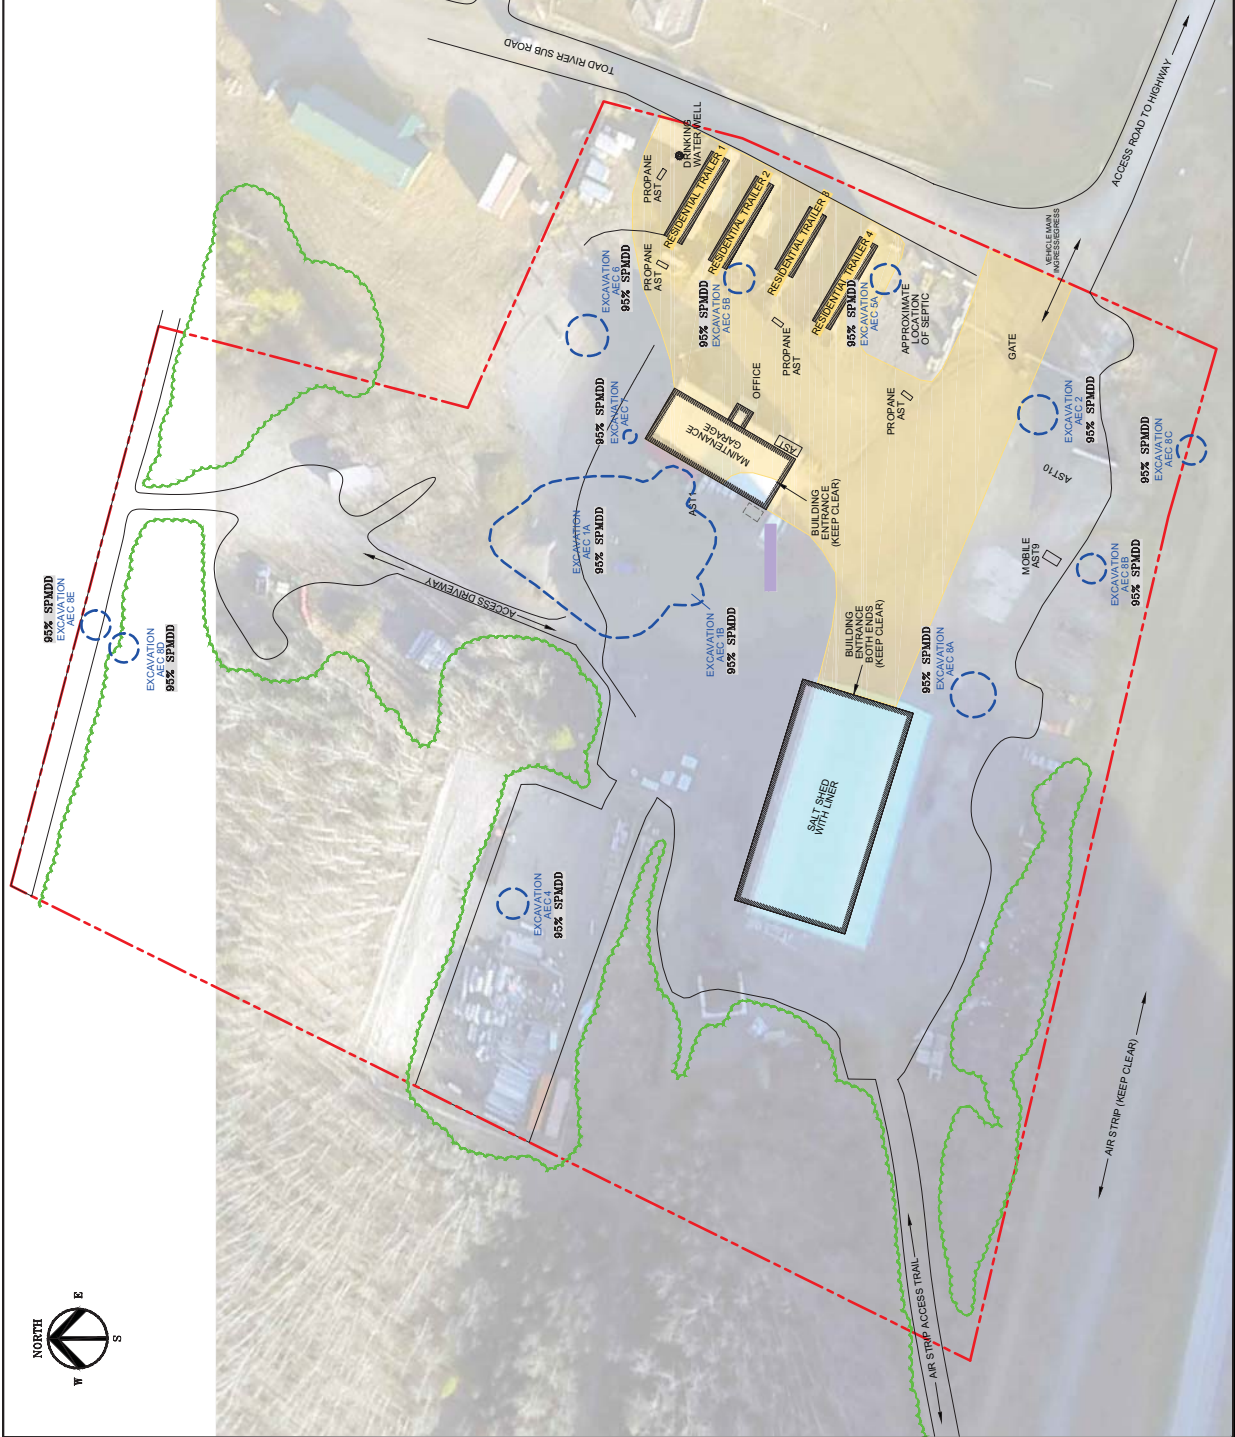 NORTH
W
E
S
TOAD RIVER SUB ROAD
ACCESS ROAD TO HIGHWAY
DRINKING
WATER WELL
PROPANE
AST
RESIDENTIAL TRAILER 1
RESIDENTIAL TRAILER 2
RESIDENTIAL TRAILER 3
RESIDENTIAL TRAILER 4
PROPANE
AST
EXCAVATION
AEC 6
95% SPMDD
95% SPMDD
EXCAVATION
AEC 5B
95% SPMDD
EXCAVATION
AEC 5A
APPROXIMATE
LOCATION
OF SEPTIC
VEHICLE MAIN
INGRESS/EGRESS
GATE
PROPANE
AST
PROPANE
AST
OFFICE
MAINTENANCE
GARAGE
AST
95% SPMDD
EXCAVATION
AEC 7
EXCAVATION
AEC 2
95% SPMDD
95% SPMDD
EXCAVATION
AEC 8C
AST10
AST1
BUILDING
ENTRANCE
(KEEP CLEAR)
EXCAVATION
AEC 1A
95% SPMDD
MOBILE
AST9
EXCAVATION
AEC 8B
95% SPMDD
ACCESS DRIVEWAY
EXCAVATION
AEC 1B
95% SPMDD
BUILDING
ENTRANCE
BOTH ENDS
(KEEP CLEAR)
95% SPMDD
EXCAVATION
AEC 8A
95% SPMDD
EXCAVATION
AEC 8E
EXCAVATION
AEC 8D
95% SPMDD
SALT SHED
WITH LINER
EXCAVATION
AEC 4
95% SPMDD
AIR STRIP (KEEP CLEAR)
AIR STRIP ACCESS TRAIL